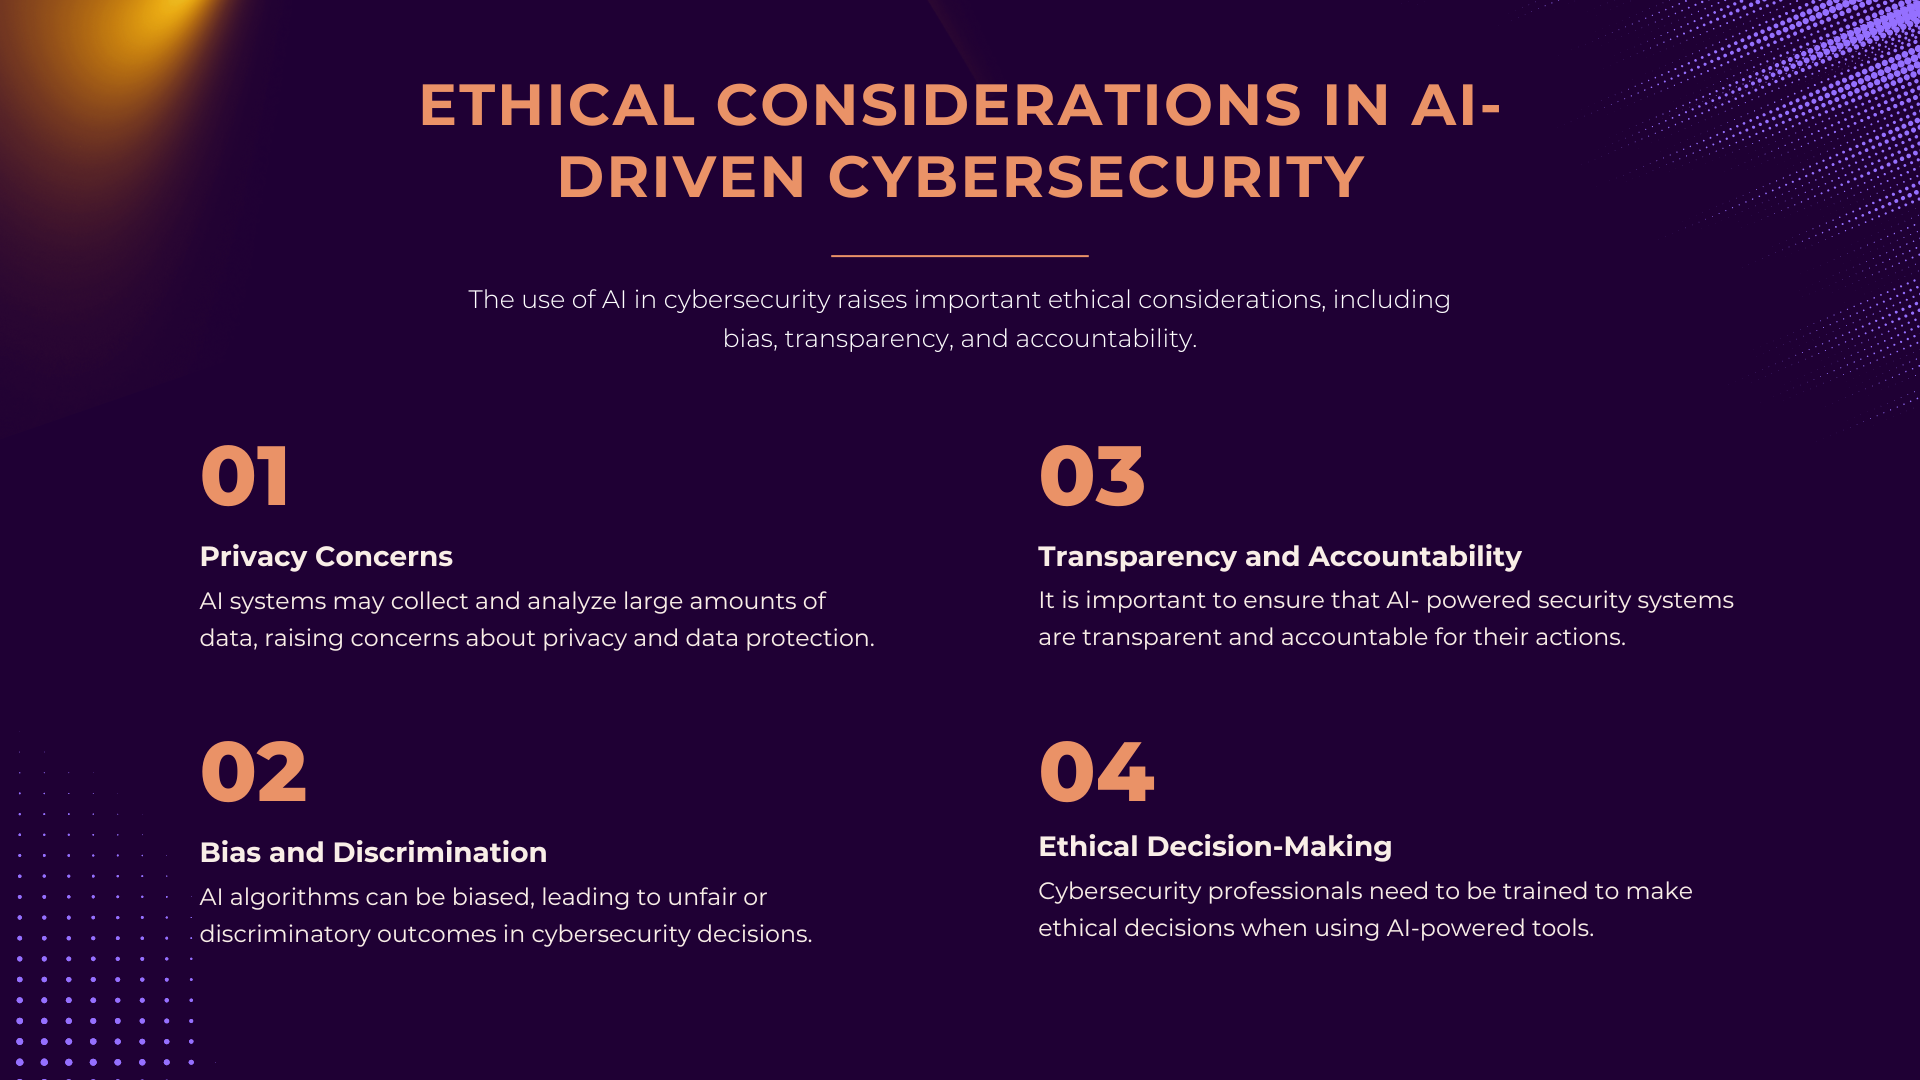 ETHICAL CONSIDERATIONS IN AI-
DRIVEN CYBERSECURITY
The use of AI in cybersecurity raises important ethical considerations, including
bias, transparency, and accountability.
01
Privacy Concerns
AI systems may collect and analyze large amounts of
data, raising concerns about privacy and data protection.
02
Bias and Discrimination
AI algorithms can be biased, leading to unfair or
discriminatory outcomes in cybersecurity decisions.
03
Transparency and Accountability
It is important to ensure that AI- powered security systems
are transparent and accountable for their actions.
04
Ethical Decision-Making
Cybersecurity professionals need to be trained to make
ethical decisions when using AI-powered tools.